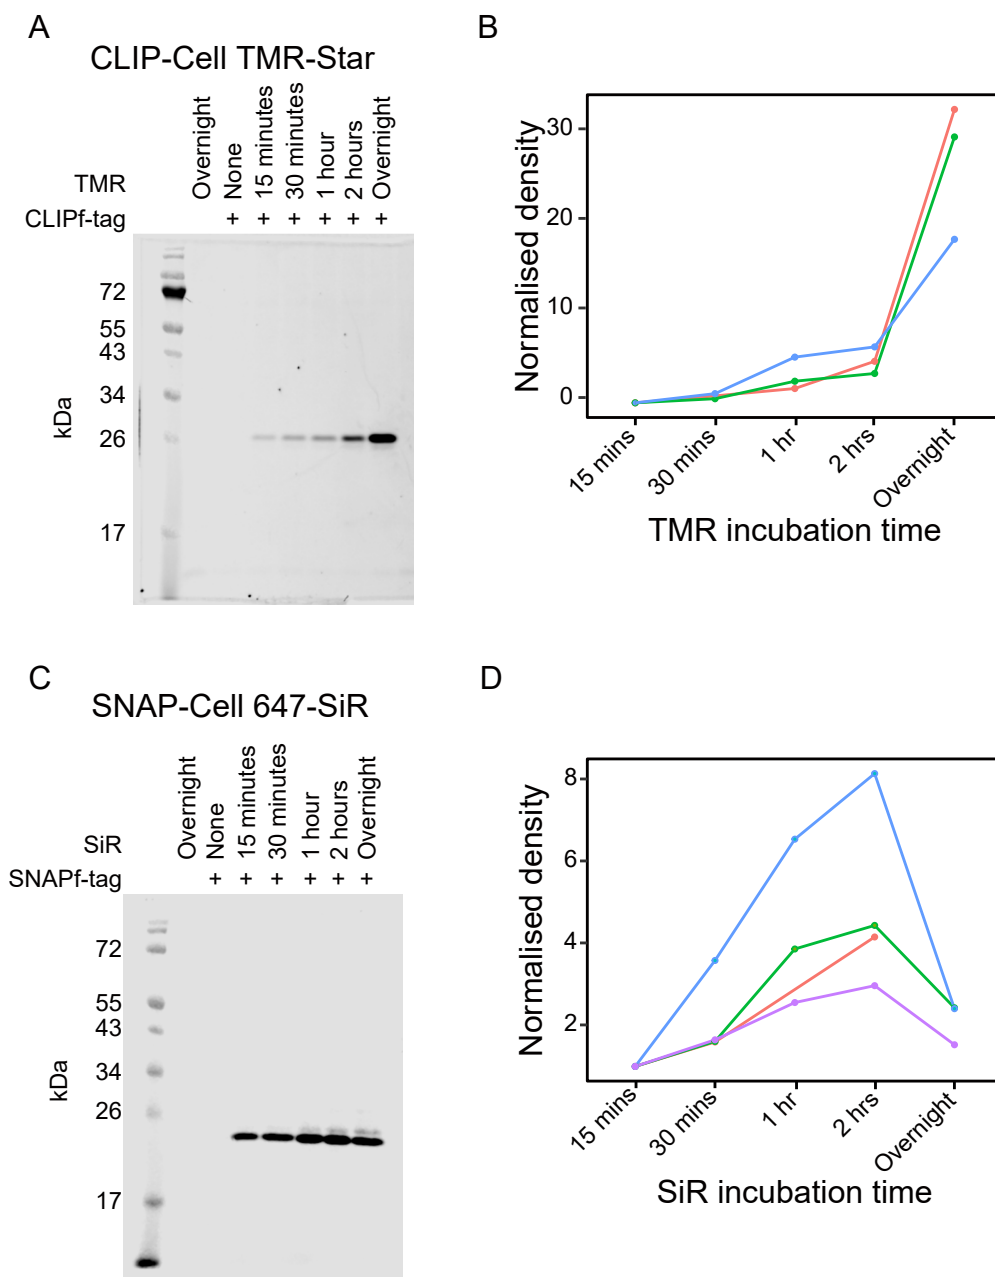 A
CLIP-Cell TMR-Star
Overnight
None
15 minutes
30 minutes
1 hour
2 hours
Overnight
TMR
CLIPf-tag + + + + + +
72
55
43
34
26
17
kDa
B
Normalised density
30
20
10
0
15 mins
30 mins
1 hr
2 hrs
Overnight
TMR incubation time
C
SNAP-Cell 647-SiR
Overnight
None
15 minutes
30 minutes
1 hour
2 hours
Overnight
SiR
SNAPf-tag + + + + + +
72
55
43
34
26
17
kDa
D
Normalised density
8
6
4
2
15 mins
30 mins
1 hr
2 hrs
Overnight
SiR incubation time